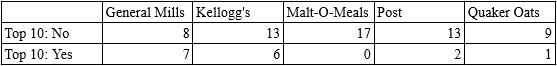 General Mills Kellogg's Malt-O-Meals Post Quaker Oats
Top 10: No 8 13 17 13 9
Top 10: Yes 7 6 0 2 1